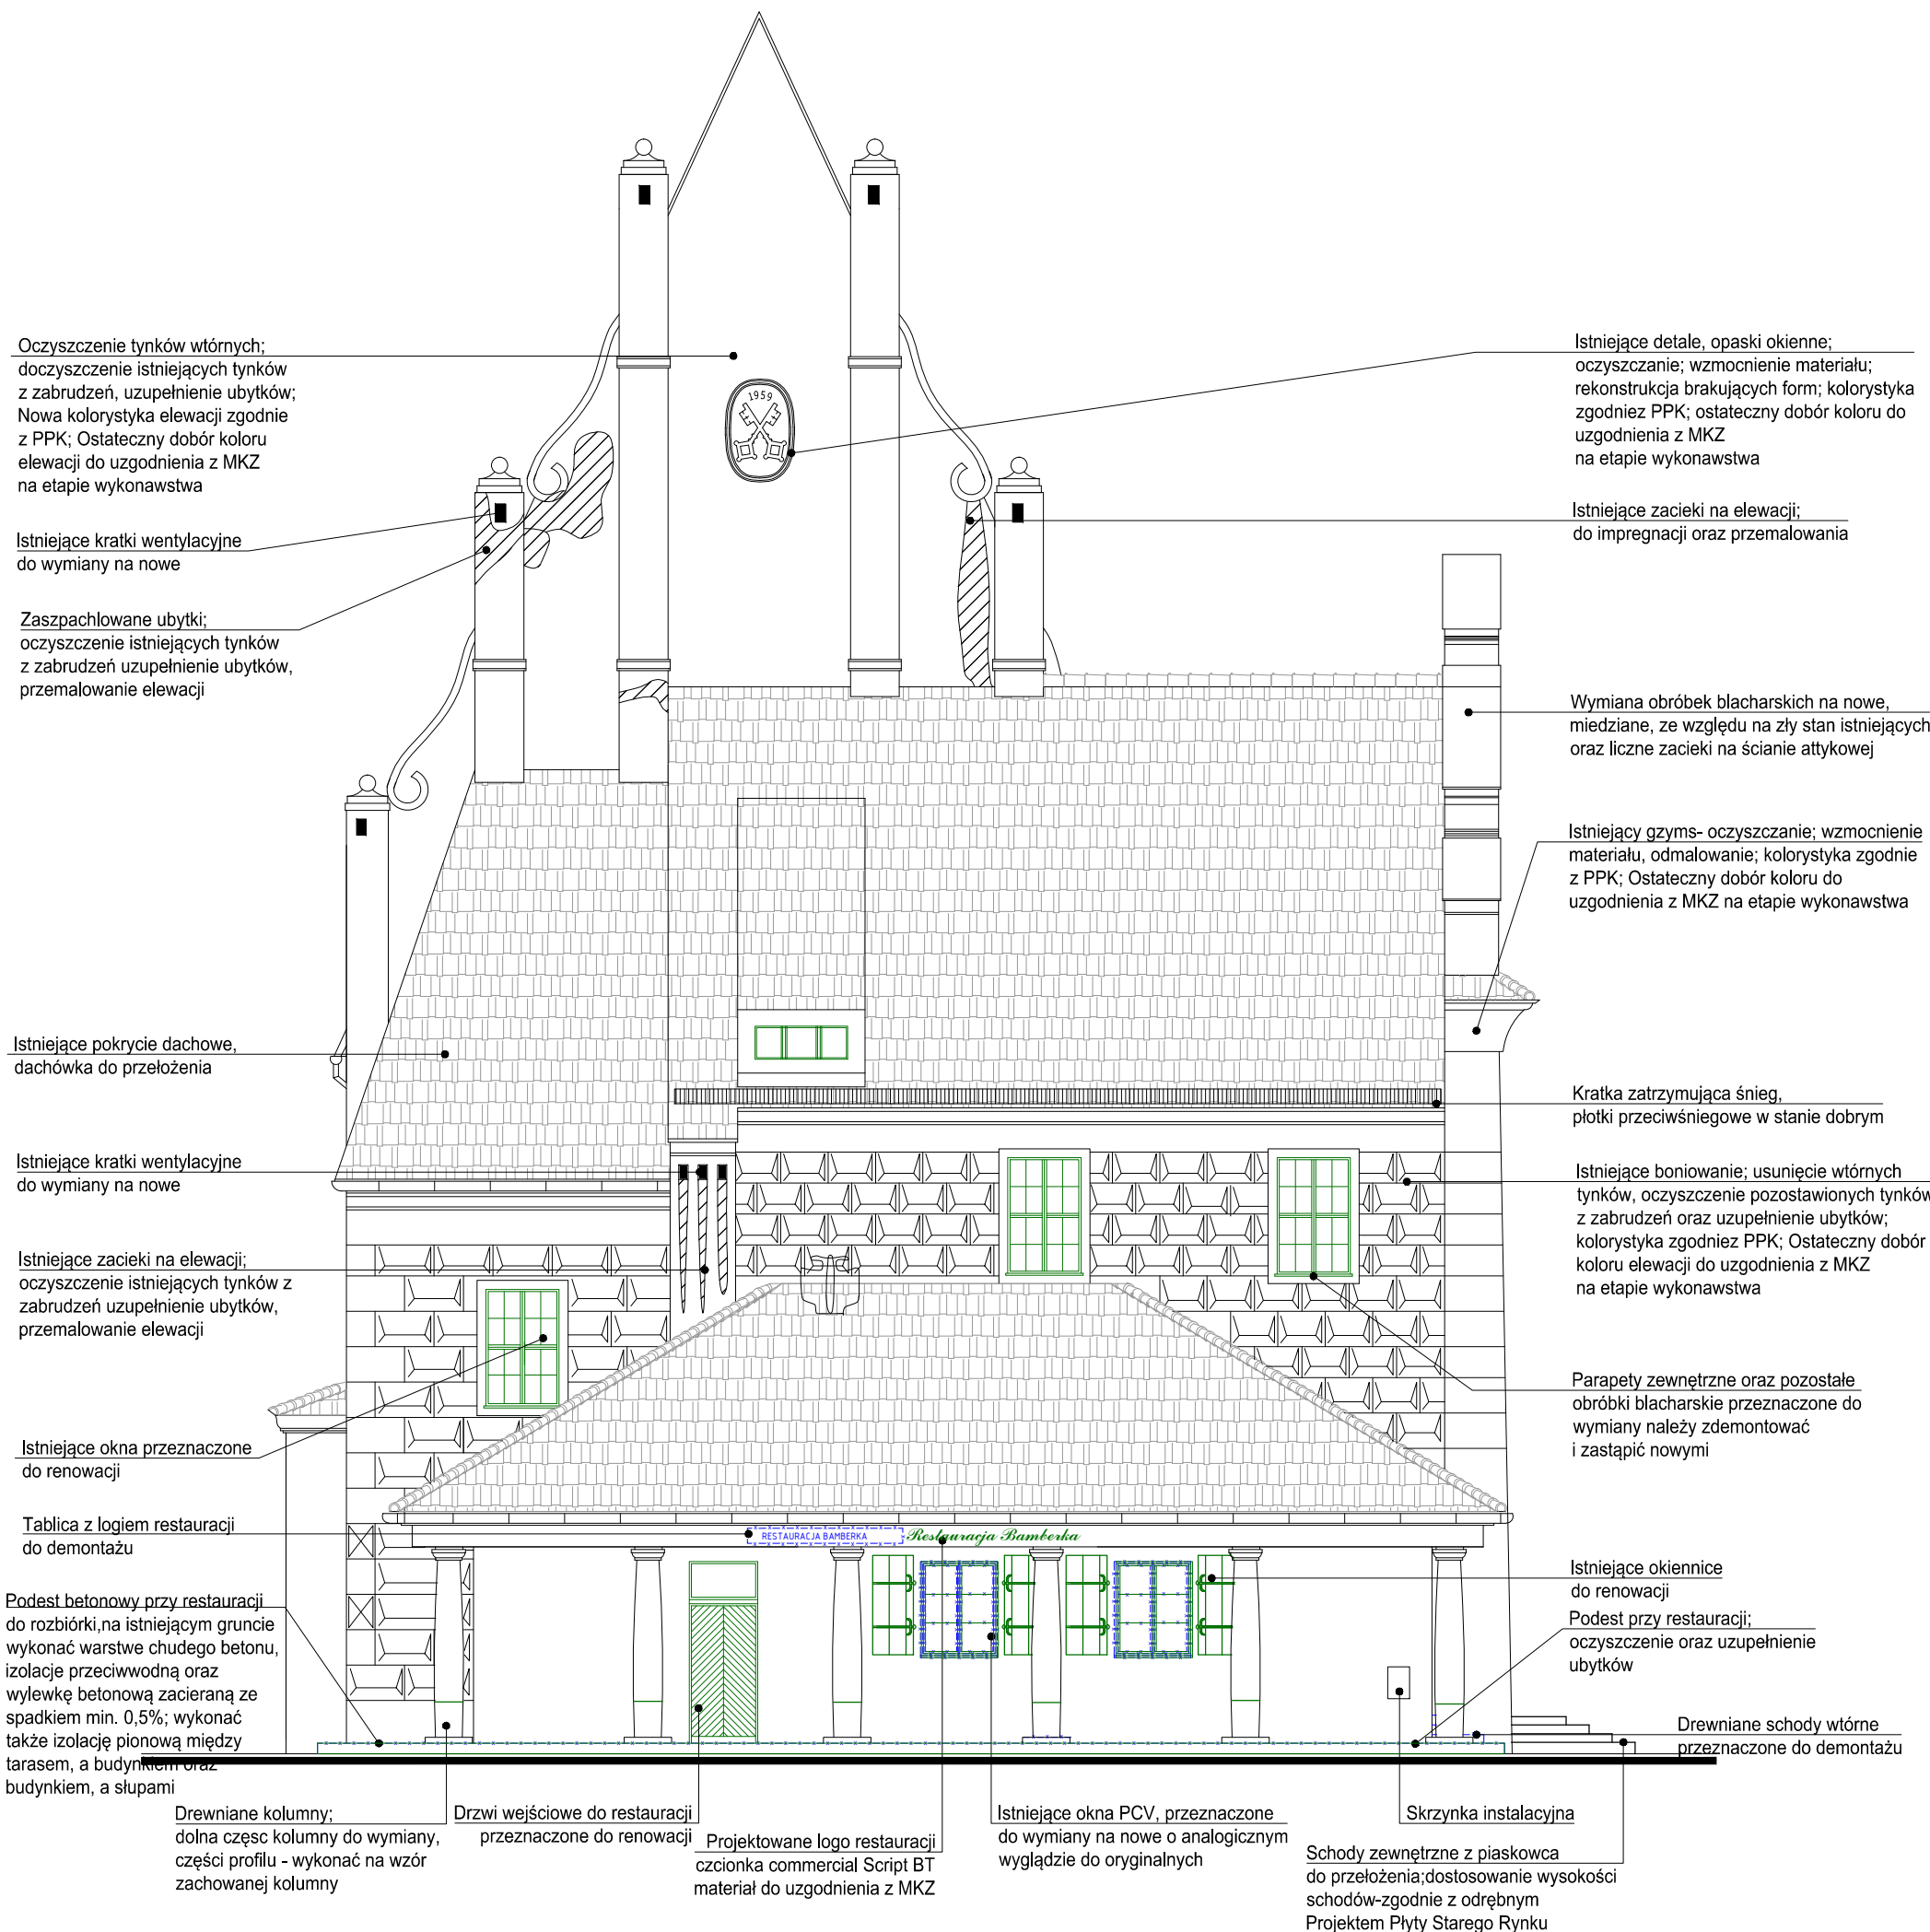 Oczyszczenie tynków wtórnych;
doczyszczenie istniejących tynków
z zabrudzeń, uzupełnienie ubytków;
Nowa kolorystyka elewacji zgodnie
z PPK; Ostateczny dobór koloru
elewacji do uzgodnienia z MKZ
na etapie wykonawstwa
Istniejące kratki wentylacyjne
do wymiany na nowe
Zaszpachlowane ubytki;
oczyszczenie istniejących tynków
z zabrudzeń uzupełnienie ubytków,
przemalowanie elewacji
Istniejące pokrycie dachowe,
dachówka do przełożenia
Istniejące kratki wentylacyjne
do wymiany na nowe
Istniejące zacieki na elewacji;
oczyszczenie istniejących tynków z
zabrudzeń uzupełnienie ubytków,
przemalowanie elewacji
Istniejące okna przeznaczone
do renowacji
Tablica z logiem restauracji
do demontażu
Podest betonowy przy restauracji
do rozbiórki,na istniejącym gruncie
wykonać warstwe chudego betonu,
izolacje przeciwwodną oraz
wylewkę betonową zacieraną ze
spadkiem min. 0,5%; wykonać
także izolację pionową między
tarasem, a budynkiem oraz
budynkiem, a słupami
1959
RESTAURACJA BAMBERKA
Restauracja Bamberka
Istniejące detale, opaski okienne;
oczyszczanie; wzmocnienie materiału;
rekonstrukcja brakujących form; kolorystyka
zgodniez PPK; ostateczny dobór koloru do
uzgodnienia z MKZ
na etapie wykonawstwa
Istniejące zacieki na elewacji;
do impregnacji oraz przemalowania
Wymiana obróbek blacharskich na nowe,
miedziane, ze względu na zły stan istniejących
oraz liczne zacieki na ścianie attykowej
Istniejący gzyms- oczyszczanie; wzmocnienie
materiału, odmalowanie; kolorystyka zgodnie
z PPK; Ostateczny dobór koloru do
uzgodnienia z MKZ na etapie wykonawstwa
Kratka zatrzymująca śnieg,
płotki przeciwśniegowe w stanie dobrym
Istniejące boniowanie; usunięcie wtórnych
tynków, oczyszczenie pozostawionych tynków
z zabrudzeń oraz uzupełnienie ubytków;
kolorystyka zgodniez PPK; Ostateczny dobór
koloru elewacji do uzgodnienia z MKZ
na etapie wykonawstwa
Parapety zewnętrzne oraz pozostałe
obróbki blacharskie przeznaczone do
wymiany należy zdemontować
i zastąpić nowymi
Istniejące okiennice
do renowacji
Podest przy restauracji;
oczyszczenie oraz uzupełnienie
ubytków
Drewniane schody wtórne
przeznaczone do demontażu
Drewniane kolumny;
dolna częsc kolumny do wymiany,
części profilu - wykonać na wzór
zachowanej kolumny
Drzwi wejściowe do restauracji
przeznaczone do renowacji
Projektowane logo restauracji
czcionka commercial Script BT
materiał do uzgodnienia z MKZ
Istniejące okna PCV, przeznaczone
do wymiany na nowe o analogicznym
wyglądzie do oryginalnych
Skrzynka instalacyjna
Schody zewnętrzne z piaskowca
do przełożenia;dostosowanie wysokości
schodów-zgodnie z odrębnym
Projektem Płyty Starego Rynku